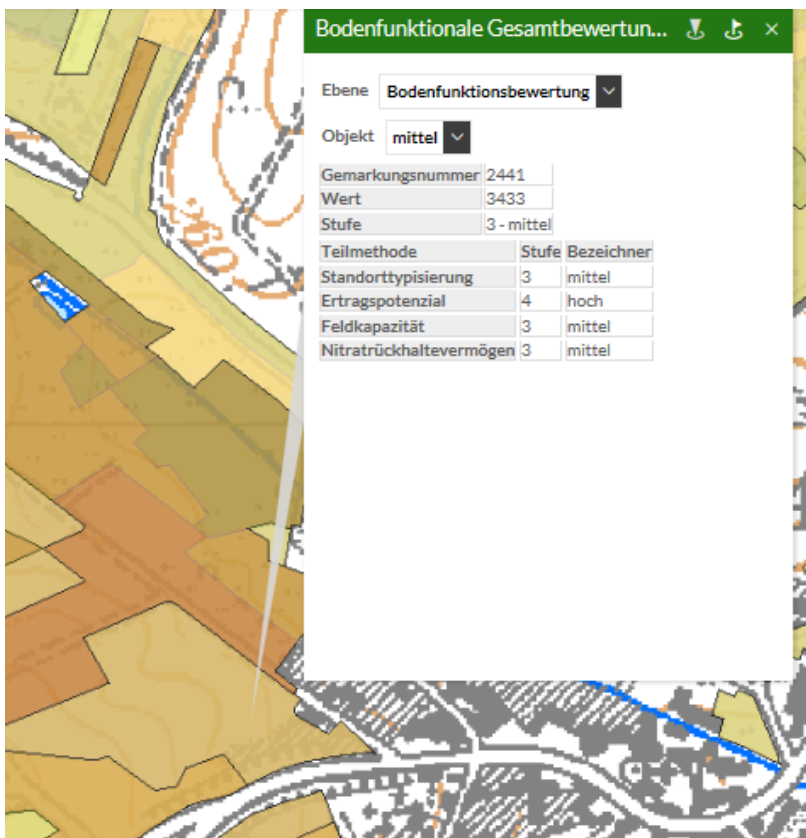 Bodenfunktionale Gesamtbewertun...
Ebene Bodenfunktionsbewertung
Objekt mittel
Gemarkungsnummer 2441
Wert 3433
Stufe 3 - mittel
Teilmethode Stufe Bezeichner
Standorttypisierung 3 mittel
Ertragspotenzial 4 hoch
Feldkapazität 3 mittel
Nitratrückhaltevermögen 3 mittel
260